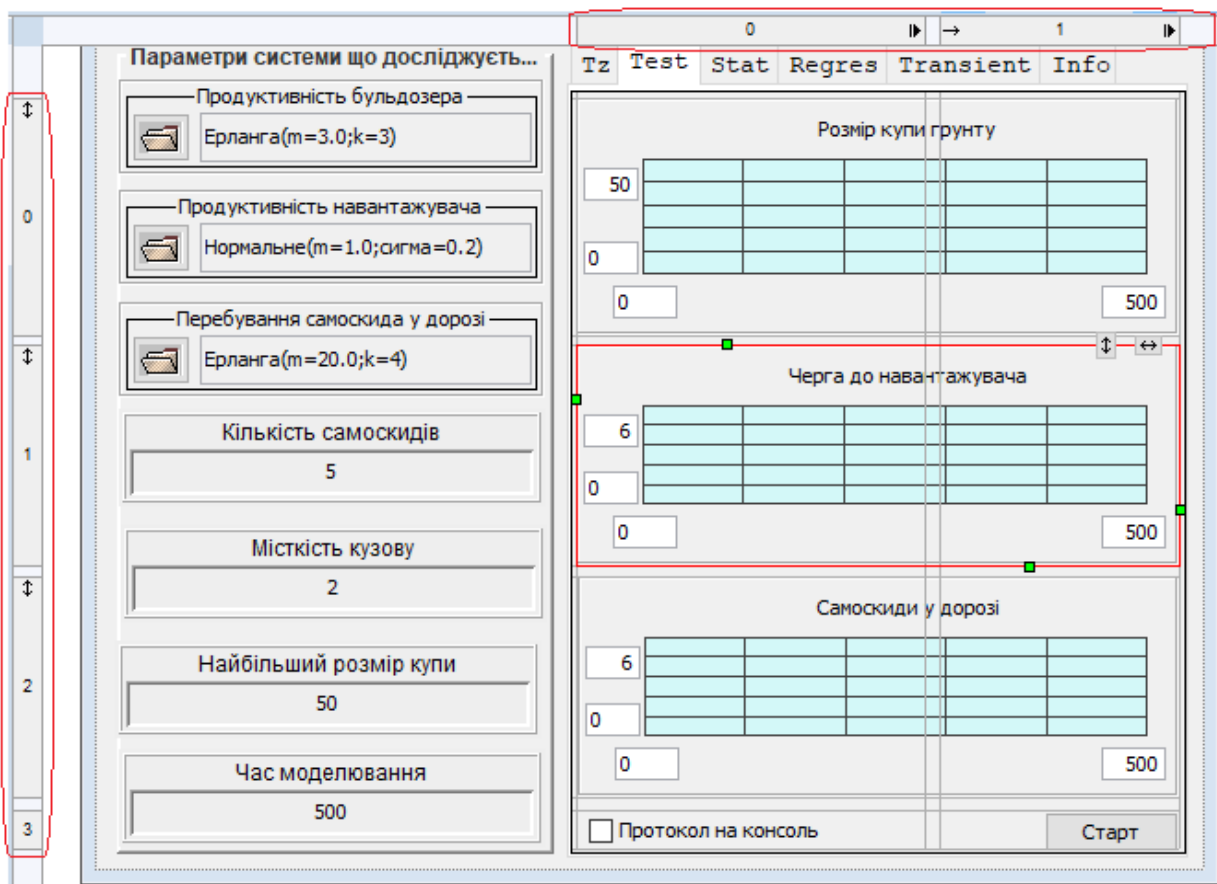 0 1
Параметри системи що досліджуєть...
Продуктивність бульдозера
Ерланга(m=3.0;k=3)
Продуктивність навантажувача
Нормальне(m=1.0;сигма=0.2)
Перебування самоскида у дорозі
Ерланга(m=20.0;k=4)
Кількість самоскидів
5
Місткість кузову
2
Найбільший розмір купи
50
Час моделювання
500
0
1
2
3
Tz Test Stat Regres Transient Info
Розмір купи грунту
50
0
0 500
Черга до навантажувача
6
0
0 500
Самоскиди у дорозі
6
0
0 500
Протокол на консоль Старт